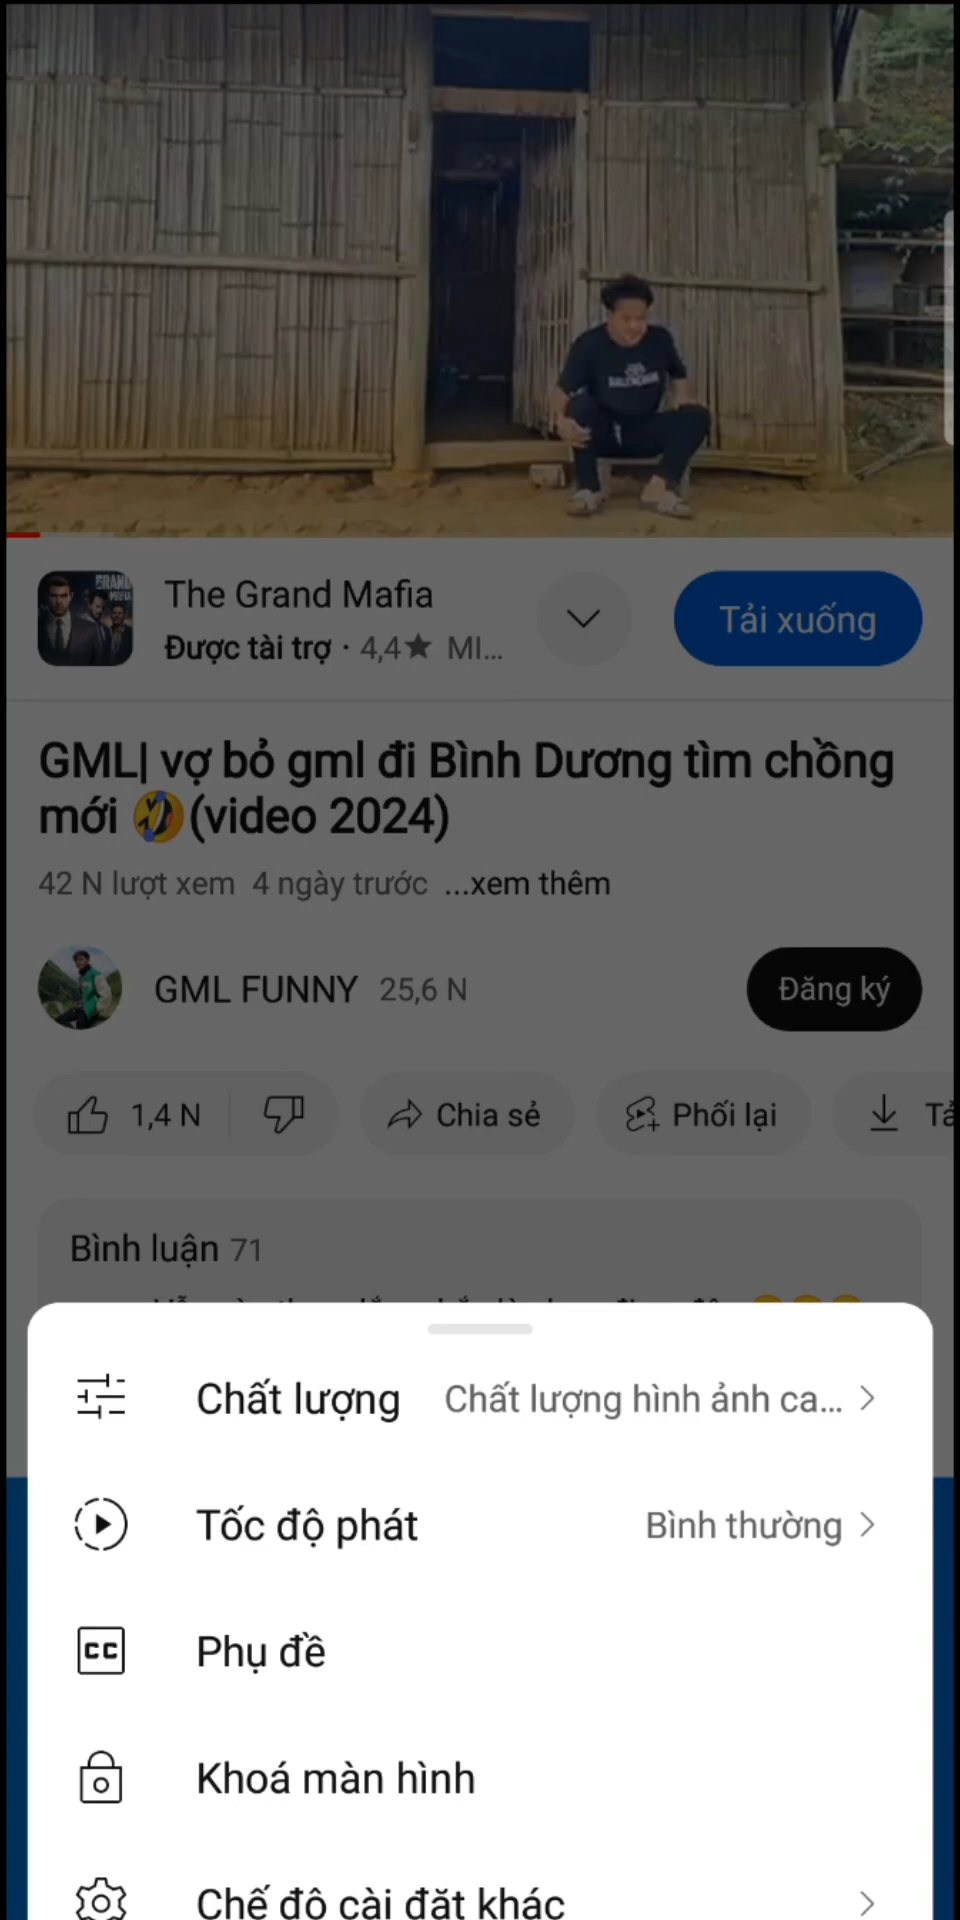 The Grand Mafia
Được tài trợ · 4,4★ MI...
Tải xuống
GML| vợ bỏ gml đi Bình Dương tìm chồng
mới 🤣(video 2024)
42 N lượt xem 4 ngày trước ...xem thêm
GML FUNNY 25,6 N
Đăng ký
1,4 N
Chia sẻ
Phối lại
Tả
Bình luận 71
Chất lượng Chất lượng hình ảnh ca...
Tốc độ phát Bình thường
CC Phụ đề
Khoá màn hình
Chế độ cài đặt khác